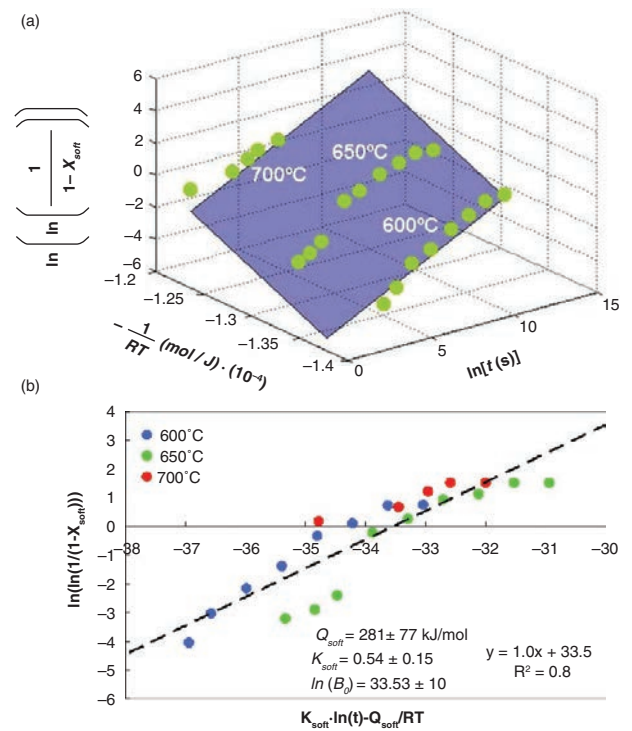 (a)
6
4
2
0
−2
−4
−6
ln ( ln ( 1 / 1– X_soft ) )
650ºC
700ºC
600ºC
−1.2
−1.25
−1.3
−1.35
−1.4
0
5
10
15
− 1/RT (mol / J) · (10⁻⁴)
ln[t (s)]
(b)
4
3
2
1
0
–1
–2
–3
–4
–5
–6
600˚C
650˚C
700˚C
ln(ln(1/(1-X_soft)))
–38 –37 –36 –35 –34 –33 –32 –31 –30
Q_soft = 281± 77 kJ/mol
K_soft = 0.54 ± 0.15
ln (B₀) = 33.53 ± 10
y = 1.0x + 33.5
R² = 0.8
K_soft·ln(t)-Q_soft/RT